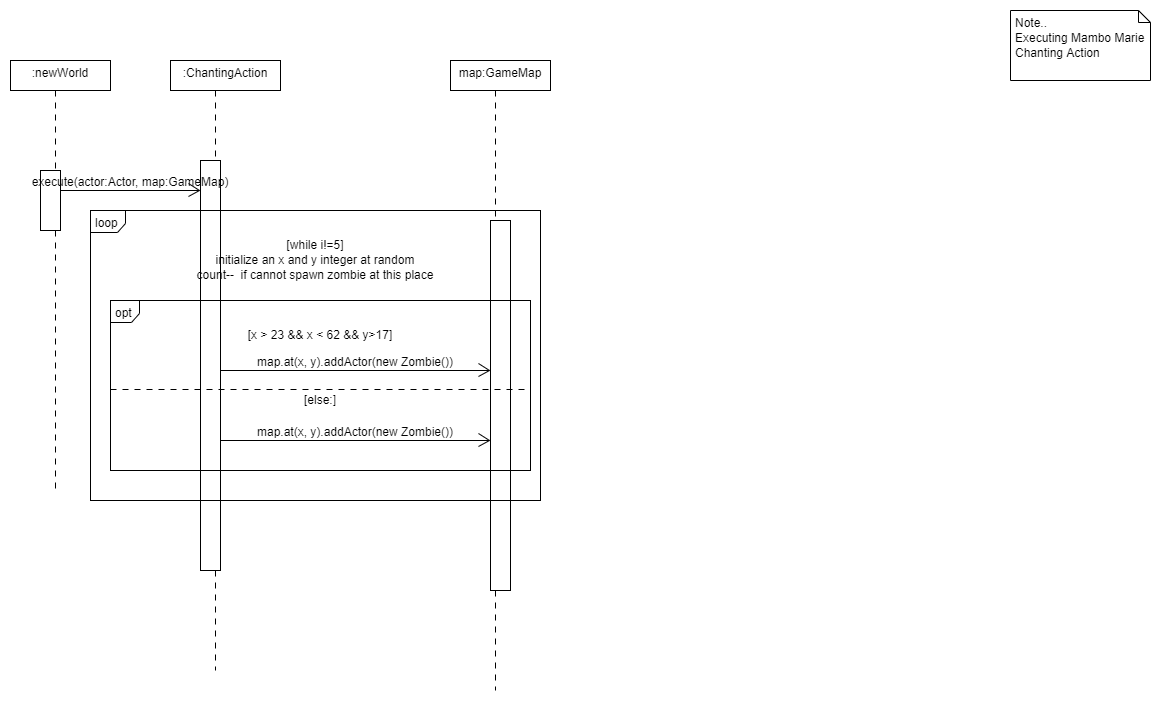 Note..
Executing Mambo Marie
Chanting Action
:newWorld
:ChantingAction
map:GameMap
execute(actor:Actor, map:GameMap)
loop
[while i!=5]
initialize an x and y integer at random
count-- if cannot spawn zombie at this place
opt
[x > 23 && x < 62 && y>17]
map.at(x, y).addActor(new Zombie())
[else:]
map.at(x, y).addActor(new Zombie())